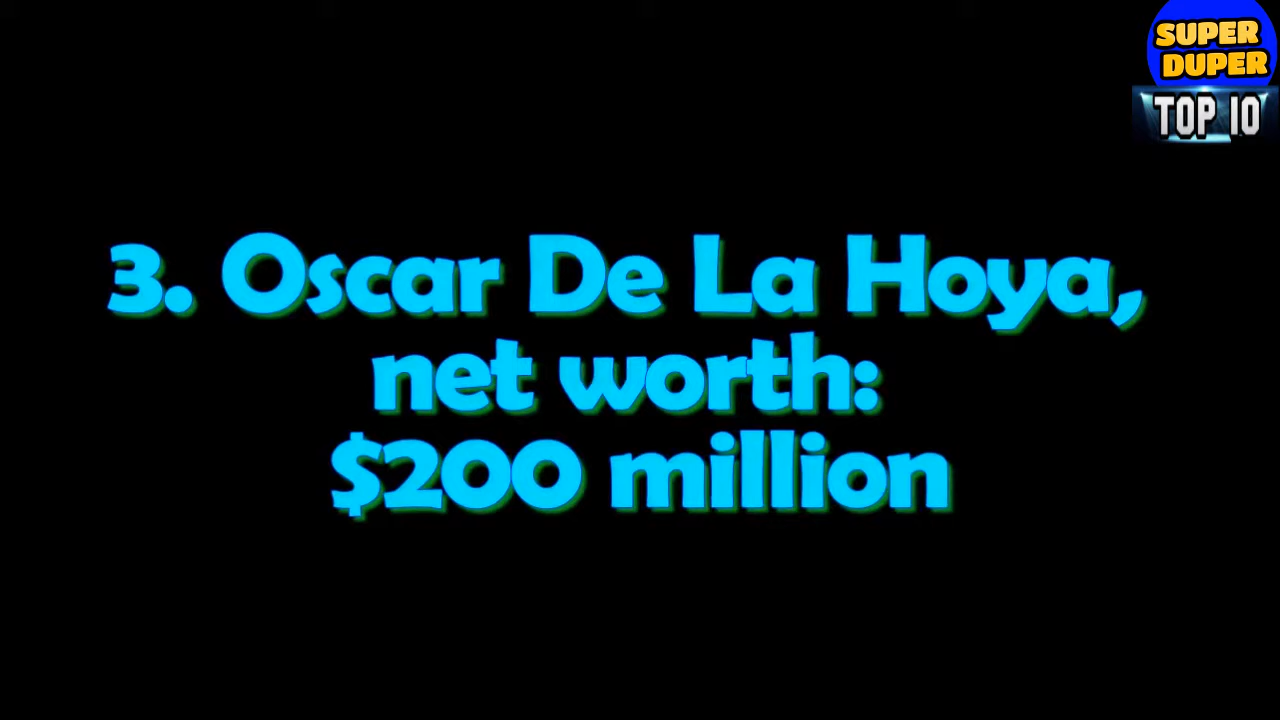 SUPER
DUPER
TOP 10
3. Oscar De La Hoya,
net worth:
$200 million